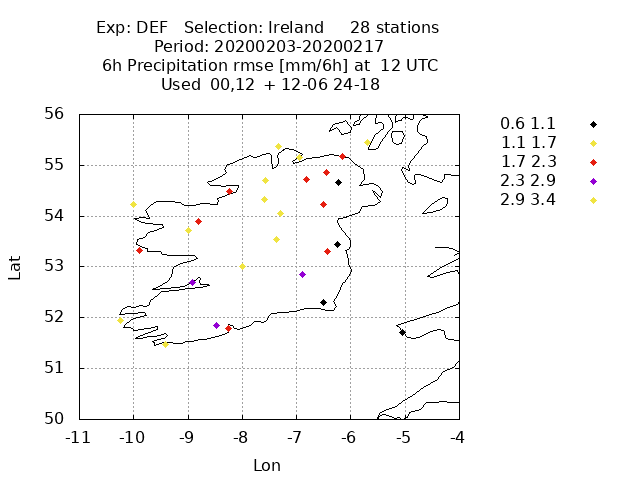 Exp: DEF   Selection: Ireland     28 stations
Period: 20200203-20200217
6h Precipitation rmse [mm/6h] at  12 UTC
Used  00,12  + 12-06 24-18
56
0.6 1.1
1.1 1.7
55
1.7 2.3
2.3 2.9
2.9 3.4
54
53
Lat
52
51
50
-11 -10 -9 -8 -7 -6 -5 -4
Lon